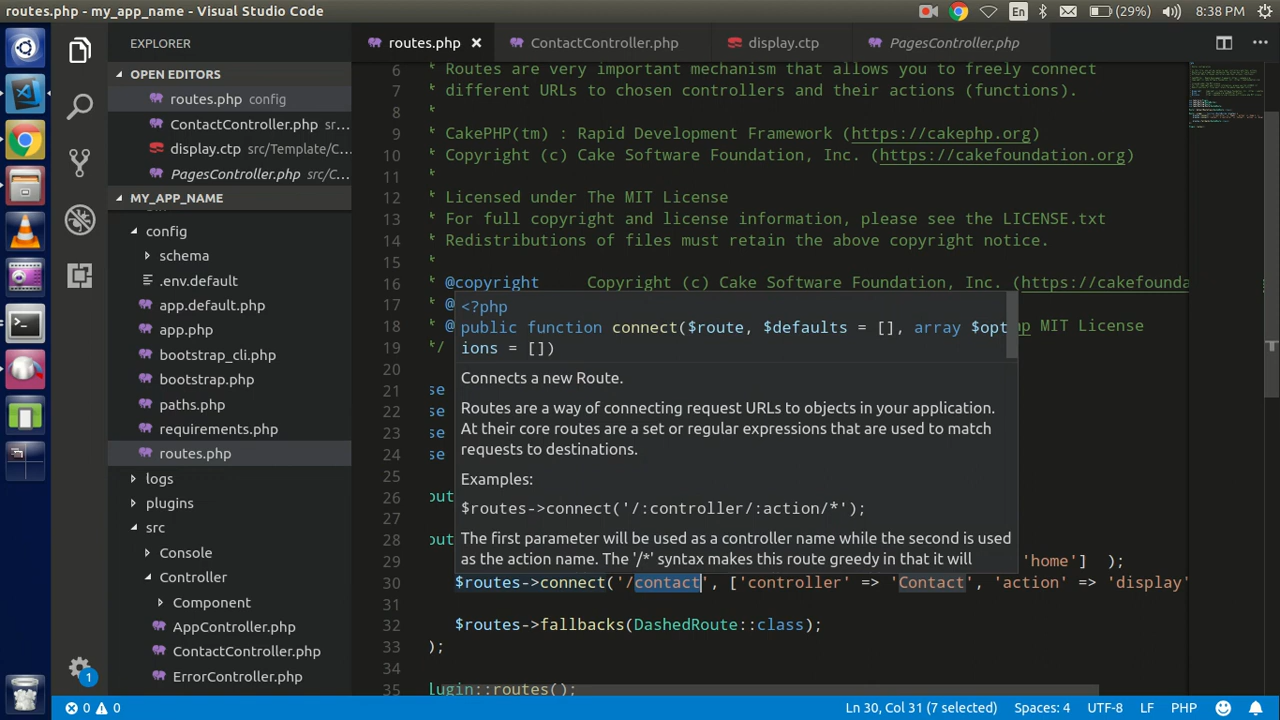 routes.php - my_app_name - Visual Studio Code
En
(29%)
8:38 PM
EXPLORER
OPEN EDITORS
routes.php config
ContactController.php sr...
display.ctp src/Template/C...
PagesController.php src/C...
MY_APP_NAME
config
schema
.env.default
app.default.php
app.php
bootstrap_cli.php
bootstrap.php
paths.php
requirements.php
routes.php
logs
plugins
src
Console
Controller
Component
AppController.php
ContactController.php
ErrorController.php
1
routes.php
ContactController.php
display.ctp
PagesController.php
6 * Routes are very important mechanism that allows you to freely connect
7 * different URLs to chosen controllers and their actions (functions).
8 *
9 * CakePHP(tm) : Rapid Development Framework (https://cakephp.org)
10 * Copyright (c) Cake Software Foundation, Inc. (https://cakefoundation.org)
11 *
12 * Licensed under The MIT License
13 * For full copyright and license information, please see the LICENSE.txt
14 * Redistributions of files must retain the above copyright notice.
15 *
16 * @copyright Copyright (c) Cake Software Foundation, Inc. (https://cakefounda
17 * @
18 * @ hp MIT License
19 */
20
21 se
22 se
23 se
24 se
25
26 out
27
28 out
29 'home'] );
30 $routes->connect('/contact', ['controller' => 'Contact', 'action' => 'display'
31
32 $routes->fallbacks(DashedRoute::class);
33 );
34
35 lugin::routes();
<?php
public function connect($route, $defaults = [], array $opt
ions = [])
Connects a new Route.
Routes are a way of connecting request URLs to objects in your application.
At their core routes are a set or regular expressions that are used to match
requests to destinations.
Examples:
$routes->connect('/:controller/:action/*');
The first parameter will be used as a controller name while the second is used
as the action name. The '/*' syntax makes this route greedy in that it will
0 0
Ln 30, Col 31 (7 selected)
Spaces: 4
UTF-8
LF
PHP